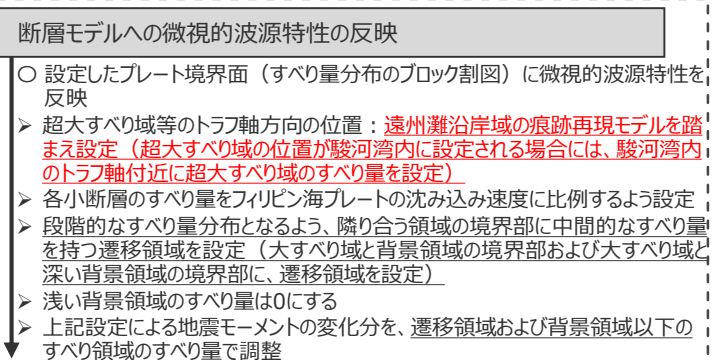 断層モデルへの微視的波源特性の反映
〇 設定したプレート境界面（すべり量分布のブロック割図）に微視的波源特性を
反映
➢ 超大すべり域等のトラフ軸方向の位置：遠州灘沿岸域の痕跡再現モデルを踏
まえ設定（超大すべり域の位置が駿河湾内に設定される場合には、駿河湾内
のトラフ軸付近に超大すべり域のすべり量を設定）
➢ 各小断層のすべり量をフィリピン海プレートの沈み込み速度に比例するよう設定
➢ 段階的なすべり量分布となるよう、隣り合う領域の境界部に中間的なすべり量
を持つ遷移領域を設定（大すべり域と背景領域の境界部および大すべり域と
深い背景領域の境界部に、遷移領域を設定）
➢ 浅い背景領域のすべり量は0にする
➢ 上記設定による地震モーメントの変化分を、遷移領域および背景領域以下の
すべり領域のすべり量で調整